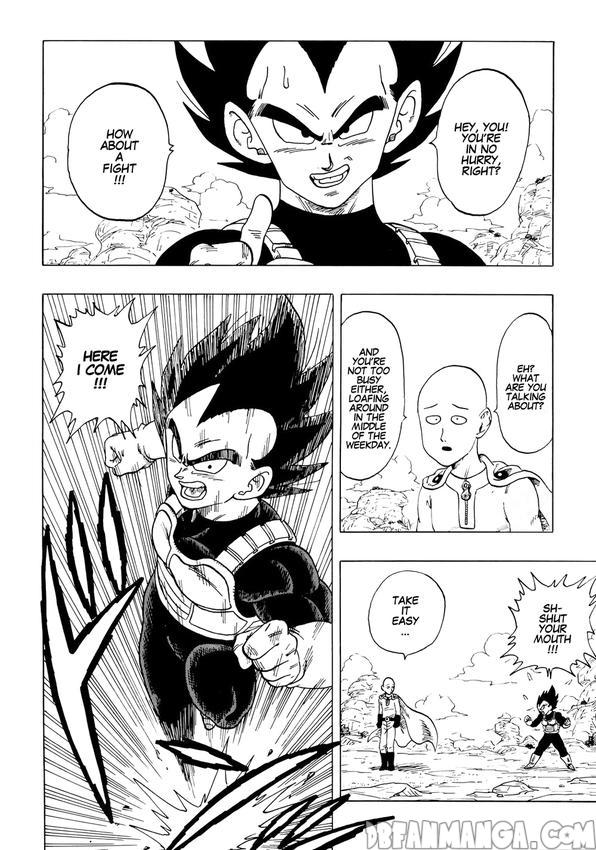 HEY, YOU!
YOU'RE
IN NO
HURRY,
RIGHT?
HOW
ABOUT
A
FIGHT
!!!
EH?
WHAT
ARE YOU
TALKING
ABOUT?
AND
YOU'RE
NOT TOO
BUSY
EITHER,
LOAFING
AROUND
IN THE
MIDDLE
OF THE
WEEKDAY.
SH-
SHUT
YOUR
MOUTH
!!!
TAKE
IT
EASY
...
HERE
I COME
!!!
DBFANMANGA.COM